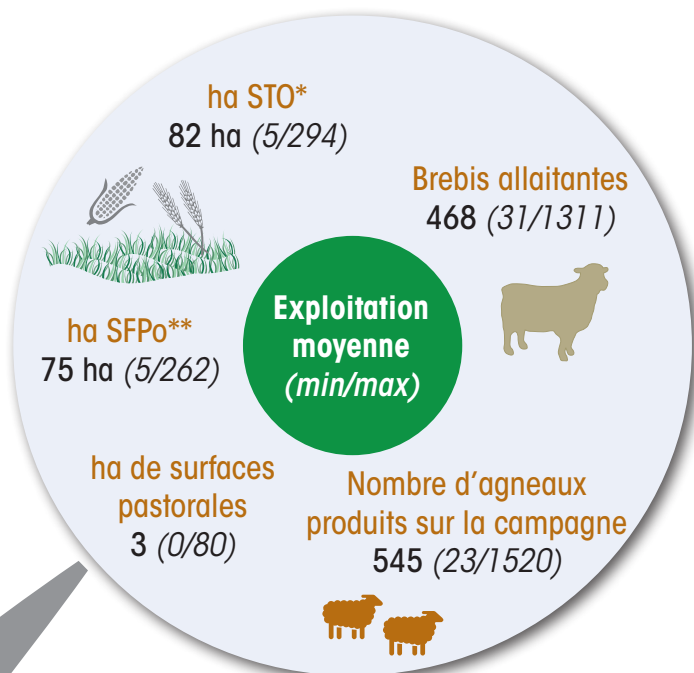 ha STO*
82 ha (5/294)
Brebis allaitantes
468 (31/1311)
Exploitation
moyenne
(min/max)
ha SFPo**
75 ha (5/262)
ha de surfaces
pastorales
3 (0/80)
Nombre d'agneaux
produits sur la campagne
545 (23/1520)